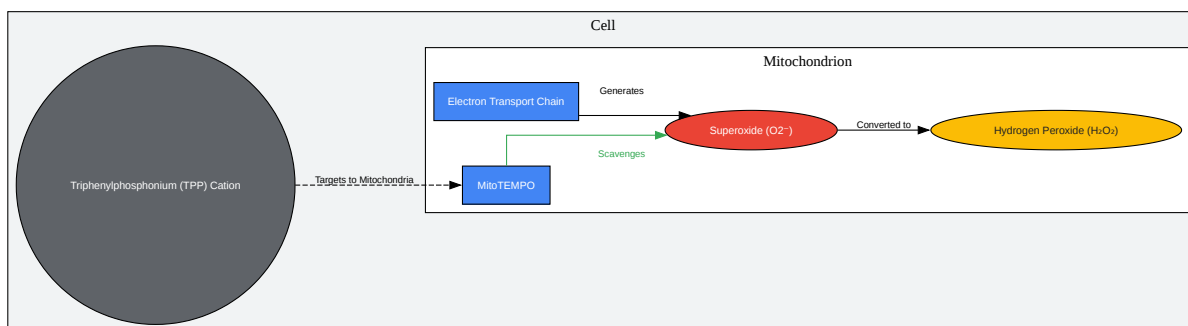 Cell
Mitochondrion
Electron Transport Chain
Generates
Superoxide (O2⁻)
Converted to
Hydrogen Peroxide (H₂O₂)
Scavenges
Triphenylphosphonium (TPP) Cation
Targets to Mitochondria
MitoTEMPO